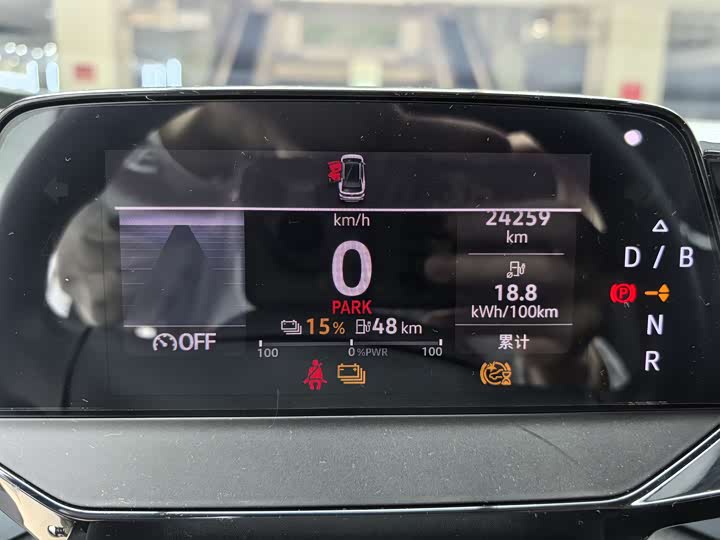 km/h
24259
km
0
PARK
18.8
kWh/100km
累计
OFF
15% 48 km
100 0 %PWR 100
D / B
P
N
R